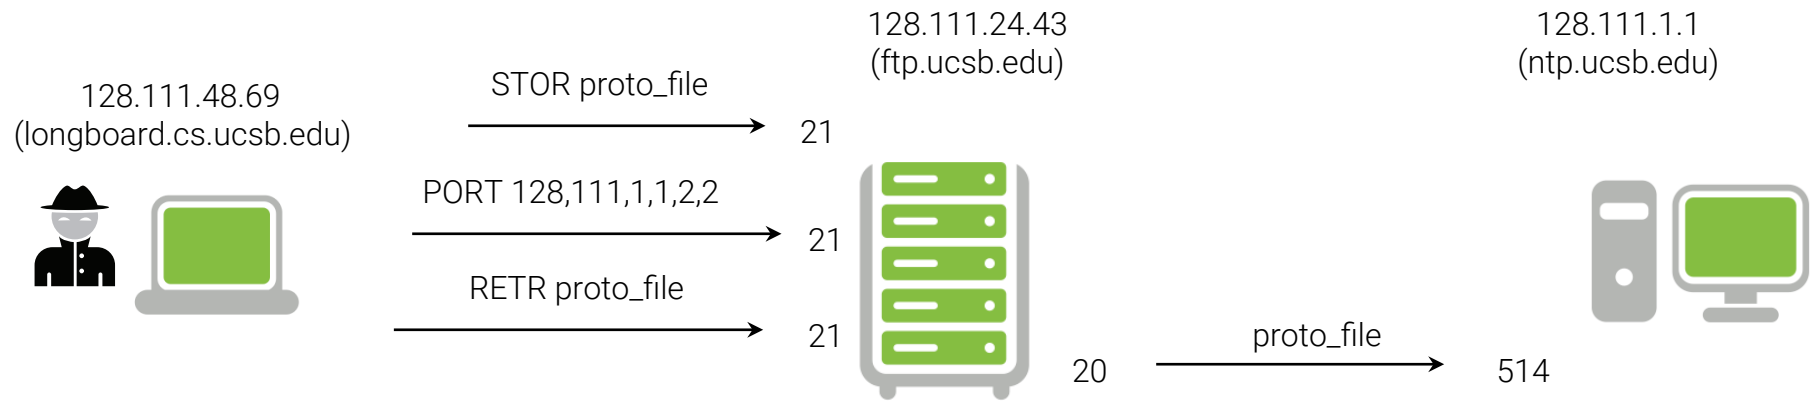 128.111.48.69
(longboard.cs.ucsb.edu)
STOR proto_file
21
PORT 128,111,1,1,2,2
21
RETR proto_file
21
128.111.24.43
(ftp.ucsb.edu)
20
proto_file
514
128.111.1.1
(ntp.ucsb.edu)